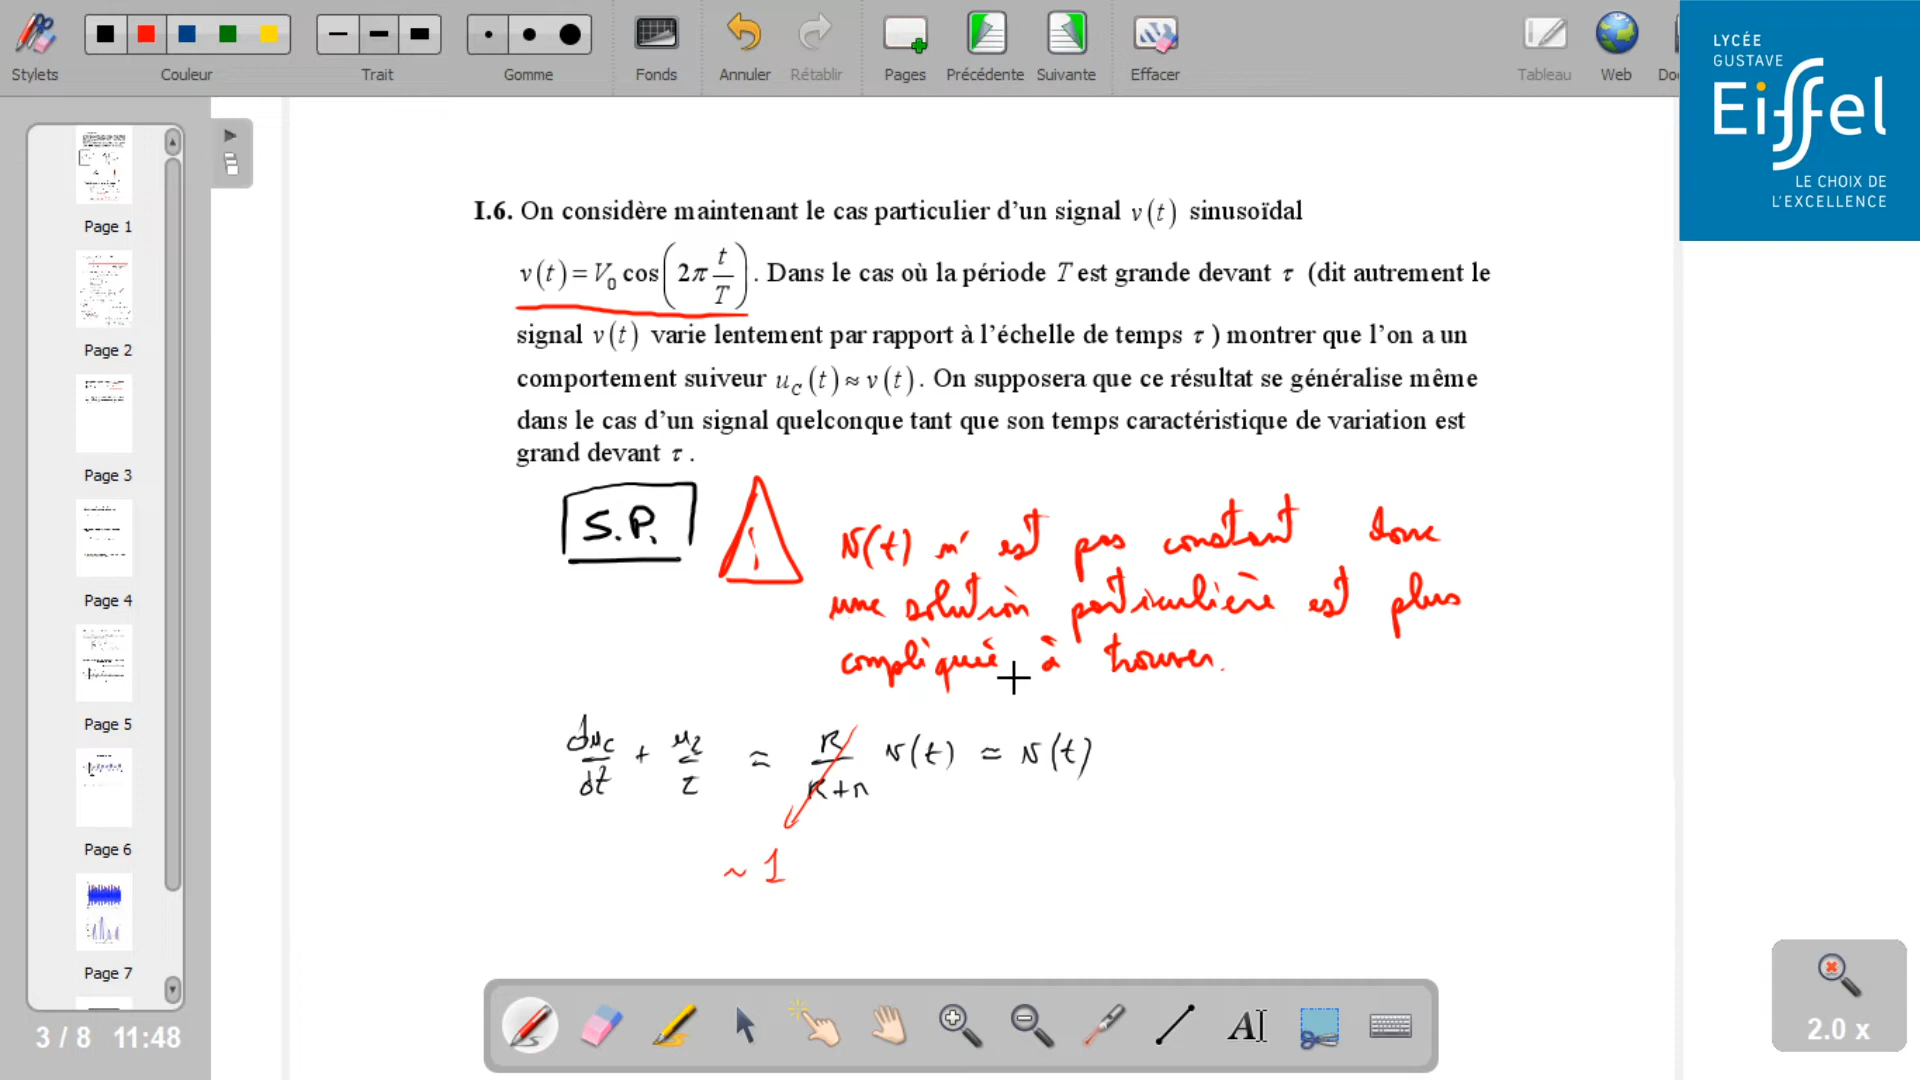 Stylets
Couleur
Trait
Gomme
Fonds
Annuler
Rétablir
Pages
Précédente
Suivante
Effacer
Tableau
Web
LYCÉE
GUSTAVE
Eiffel
LE CHOIX DE
L'EXCELLENCE
Page 1
Page 2
Page 3
Page 4
Page 5
Page 6
Page 7
3 / 8 11:48
I.6. On considère maintenant le cas particulier d'un signal v(t) sinusoïdal
v(t) = V₀ cos(2π t/T). Dans le cas où la période T est grande devant τ (dit autrement le
signal v(t) varie lentement par rapport à l'échelle de temps τ) montrer que l'on a un
comportement suiveur u_C(t) ≈ v(t). On supposera que ce résultat se généralise même
dans le cas d'un signal quelconque tant que son temps caractéristique de variation est
grand devant τ.
S.P.
!
v(t) n'est pas constant donc
une solution particulière est plus
compliquée à trouver.
du_c/dt + u_c/τ ≈ R/(R+r) v(t) ≈ v(t)
~ 1
2.0 x